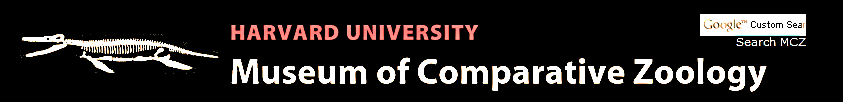 HARVARD UNIVERSITY
Museum of Comparative Zoology
Google™ Custom Sear
Search MCZ